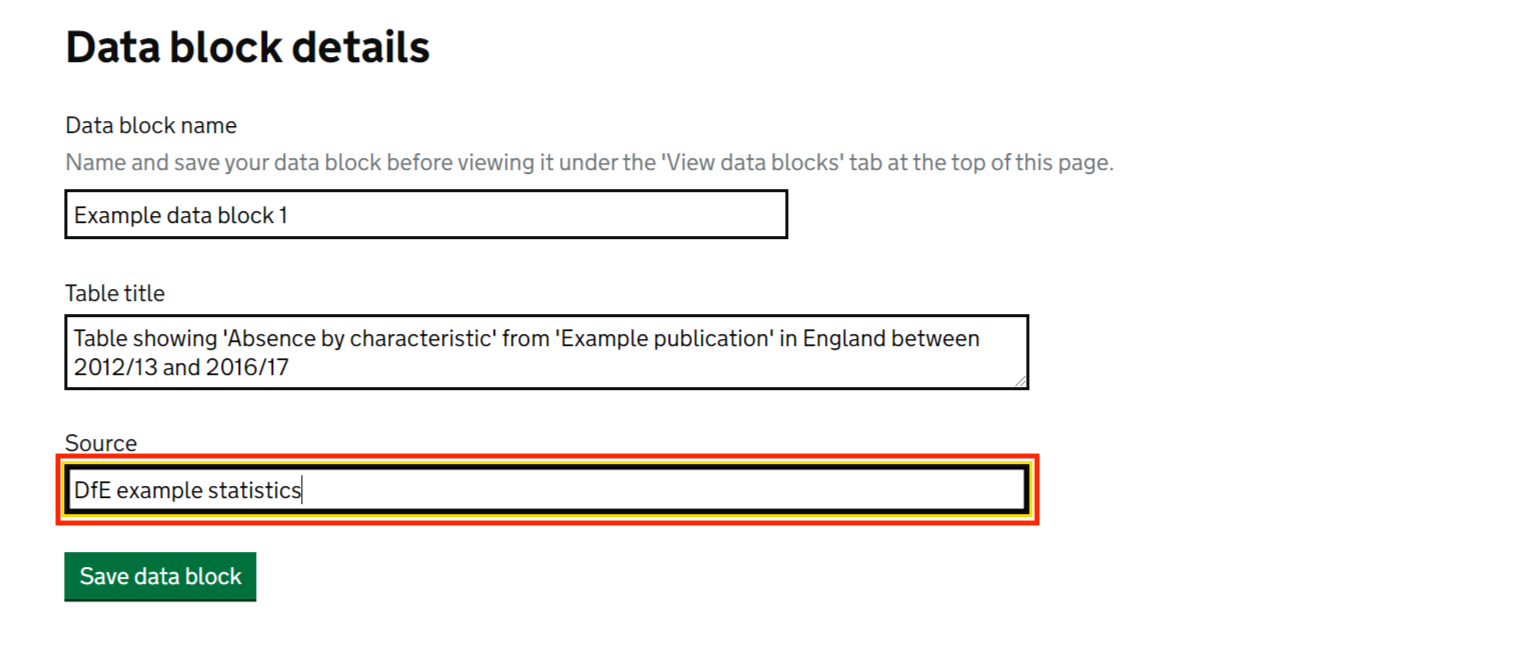 Data block details
Data block name
Name and save your data block before viewing it under the 'View data blocks' tab at the top of this page.
Example data block 1
Table title
Table showing 'Absence by characteristic' from 'Example publication' in England between
2012/13 and 2016/17
Source
DfE example statistics
Save data block